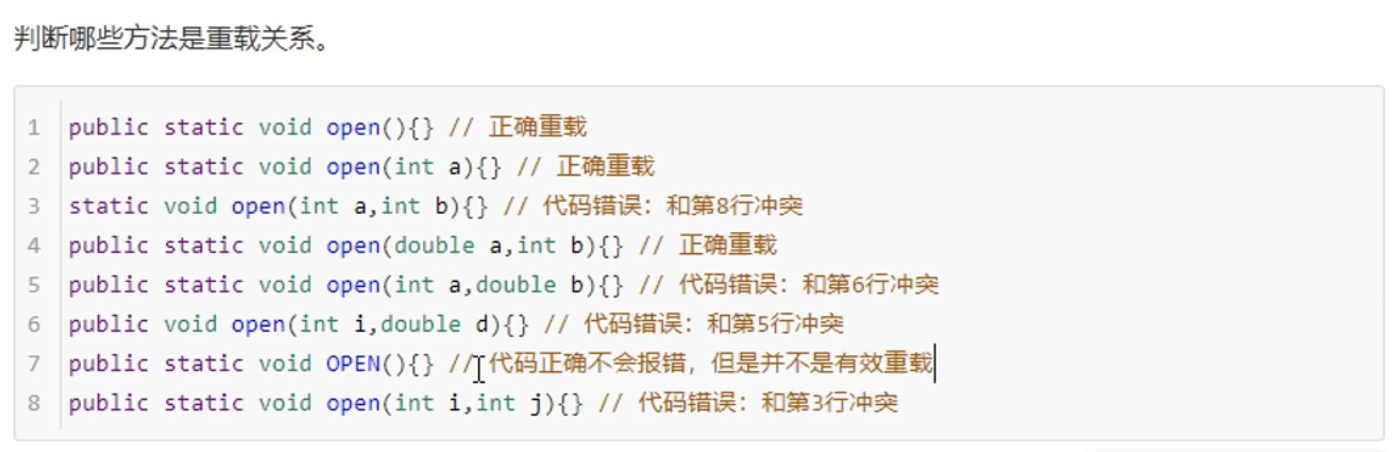 判断哪些方法是重载关系。
1 public static void open(){} // 正确重载
2 public static void open(int a){} // 正确重载
3 static void open(int a,int b){} // 代码错误：和第8行冲突
4 public static void open(double a,int b){} // 正确重载
5 public static void open(int a,double b){} // 代码错误：和第6行冲突
6 public void open(int i,double d){} // 代码错误：和第5行冲突
7 public static void OPEN(){} // 代码正确不会报错，但是并不是有效重载
8 public static void open(int i,int j){} // 代码错误：和第3行冲突